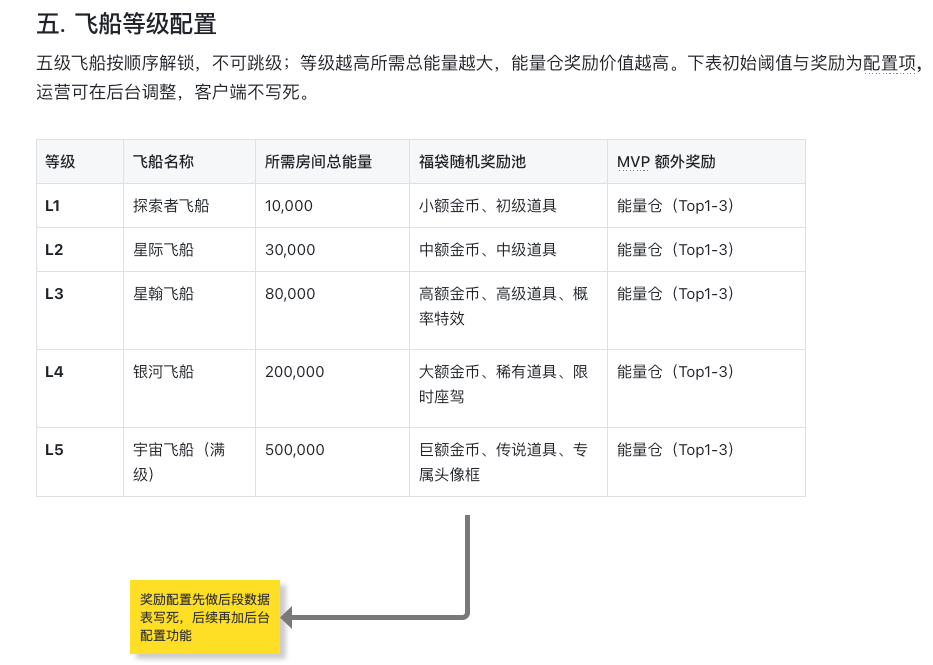 五. 飞船等级配置
五级飞船按顺序解锁，不可跳级；等级越高所需总能量越大，能量仓奖励价值越高。下表初始阈值与奖励为配置项，
运营可在后台调整，客户端不写死。
等级 飞船名称 所需房间总能量 福袋随机奖励池 MVP 额外奖励
L1 探索者飞船 10,000 小额金币、初级道具 能量仓（Top1-3）
L2 星际飞船 30,000 中额金币、中级道具 能量仓（Top1-3）
L3 星翰飞船 80,000 高额金币、高级道具、概 能量仓（Top1-3）
率特效
L4 银河飞船 200,000 大额金币、稀有道具、限 能量仓（Top1-3）
时座驾
L5 宇宙飞船（满 500,000 巨额金币、传说道具、专 能量仓（Top1-3）
级） 属头像框
奖励配置先做后段数据
表写死，后续再加后台
配置功能